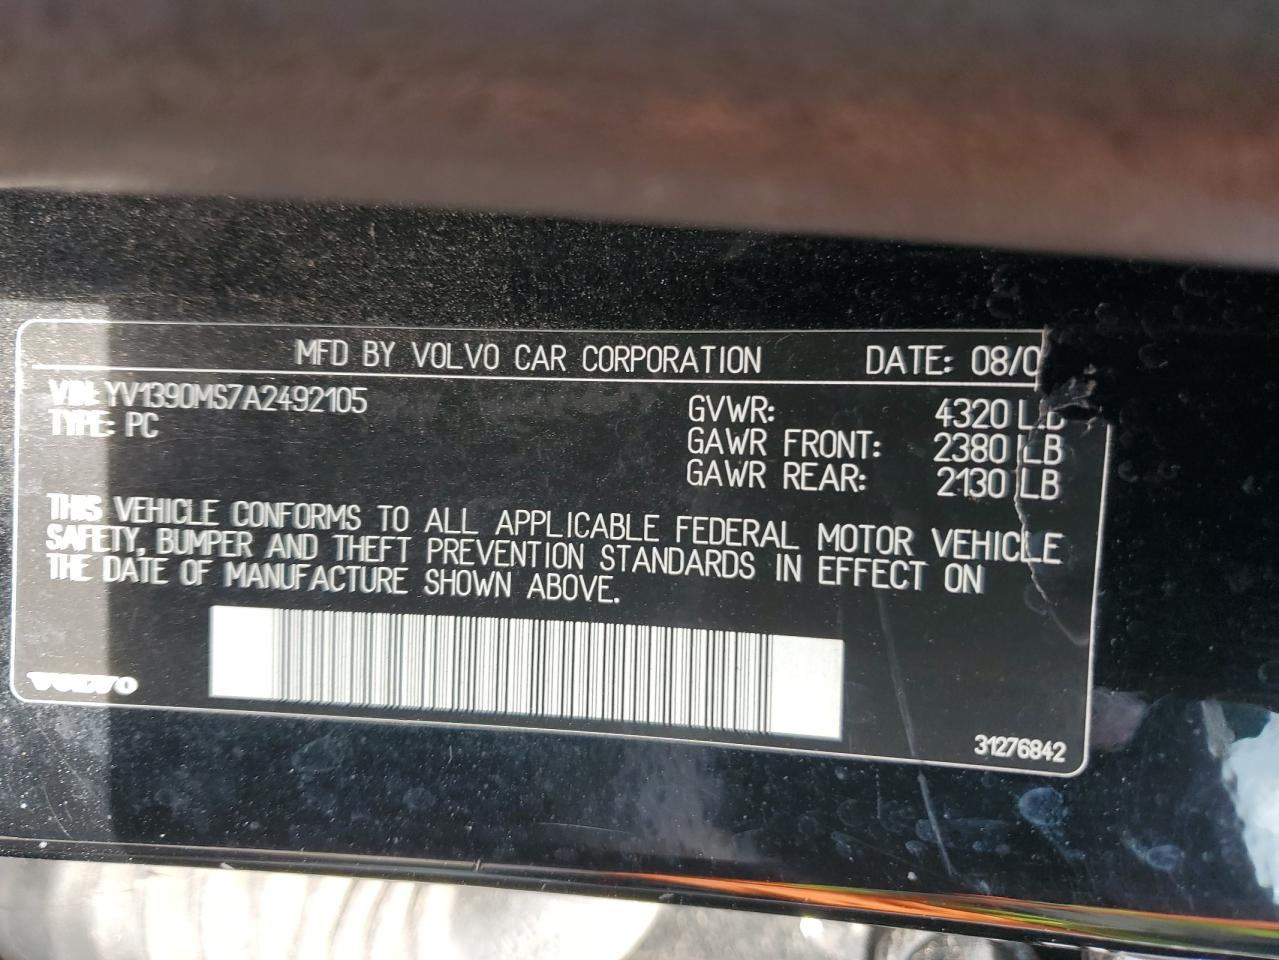 MFD BY VOLVO CAR CORPORATION DATE: 08/0
VIN: YV1390MS7A2492105 GVWR: 4320 LB
TYPE: PC GAWR FRONT: 2380 LB
GAWR REAR: 2130 LB
THIS VEHICLE CONFORMS TO ALL APPLICABLE FEDERAL MOTOR VEHICLE
SAFETY, BUMPER AND THEFT PREVENTION STANDARDS IN EFFECT ON
THE DATE OF MANUFACTURE SHOWN ABOVE.
VOLVO
31276842